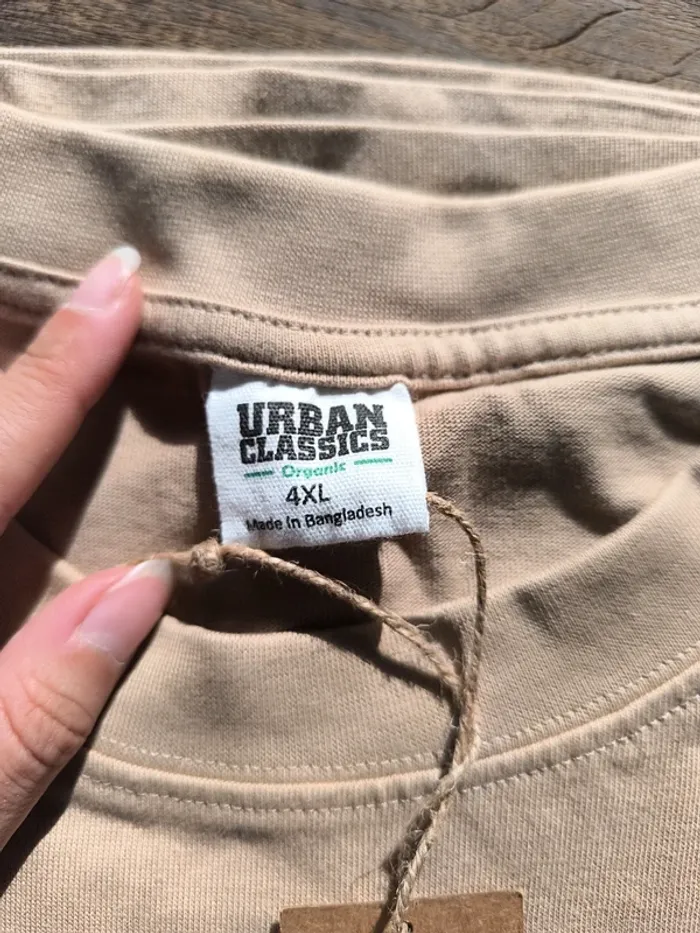 URBAN
CLASSICS
Organic
4XL
Made in Bangladesh